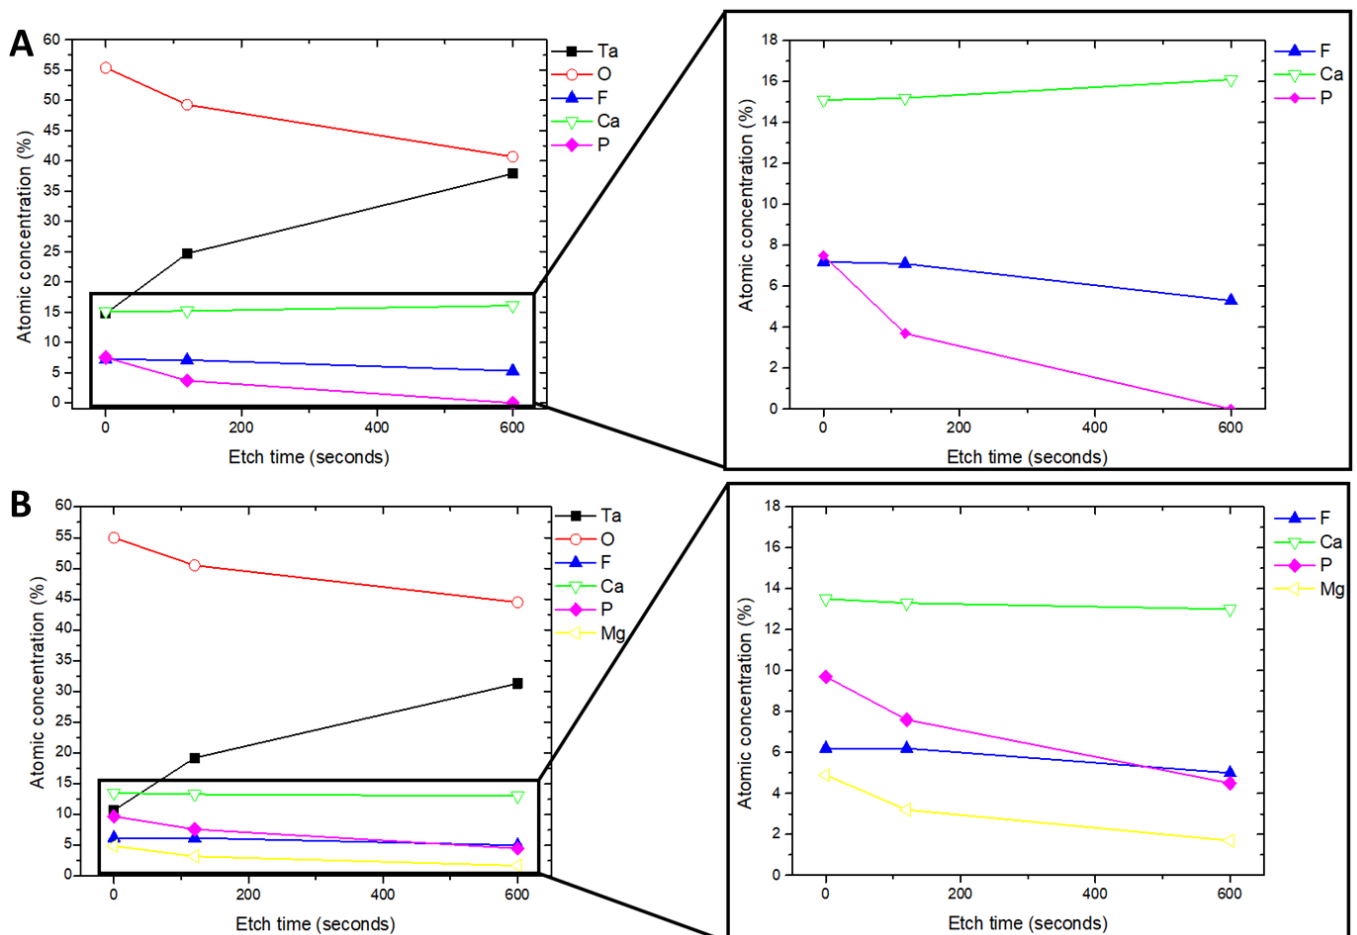 A
Atomic concentration (%)
60
55
50
45
40
35
30
25
20
15
10
5
0
0 200 400 600
Etch time (seconds)
Ta
O
F
Ca
P
Atomic concentration (%)
18
16
14
12
10
8
6
4
2
0
0 200 400 600
Etch time (seconds)
F
Ca
P
B
Atomic concentration (%)
60
55
50
45
40
35
30
25
20
15
10
5
0
0 200 400 600
Etch time (seconds)
Ta
O
F
Ca
P
Mg
Atomic concentration (%)
18
16
14
12
10
8
6
4
2
0
0 200 400 600
Etch time (seconds)
F
Ca
P
Mg